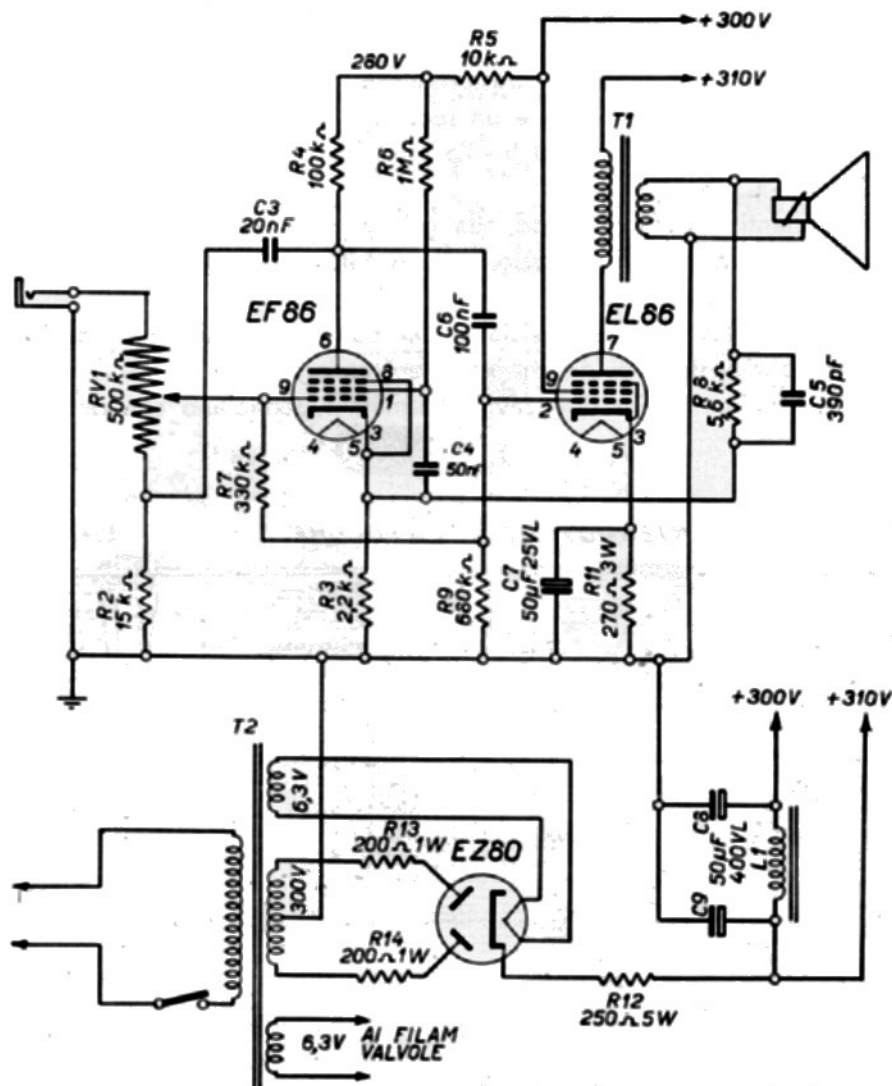 +300V
R5
10kΩ
280V
+310V
T1
R4
100kΩ
R6
1MΩ
C3
20nF
EF86
C6
100nF
EL86
6
7
RV1
500kΩ
9
8
1
4
5
3
9
2
4
5
3
R8
5,6kΩ
C5
390pF
R7
330kΩ
C4
50nF
R2
15kΩ
R3
2,2kΩ
R9
680kΩ
C7
50µF25VL
R11
270Ω3W
+300V
+310V
T2
6,3V
R13
200Ω1W
EZ80
300V
C8
50µF
400VL
L1
C9
R14
200Ω1W
R12
250Ω5W
6,3V
AI FILAM
VALVOLE